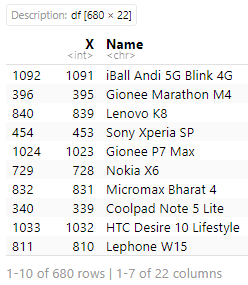 Description: df [680 × 22]
X Name
<int> <chr>
1092 1091 iBall Andi 5G Blink 4G
396 395 Gionee Marathon M4
840 839 Lenovo K8
454 453 Sony Xperia SP
1024 1023 Gionee P7 Max
729 728 Nokia X6
832 831 Micromax Bharat 4
340 339 Coolpad Note 5 Lite
1033 1032 HTC Desire 10 Lifestyle
811 810 Lephone W15
1-10 of 680 rows | 1-7 of 22 columns